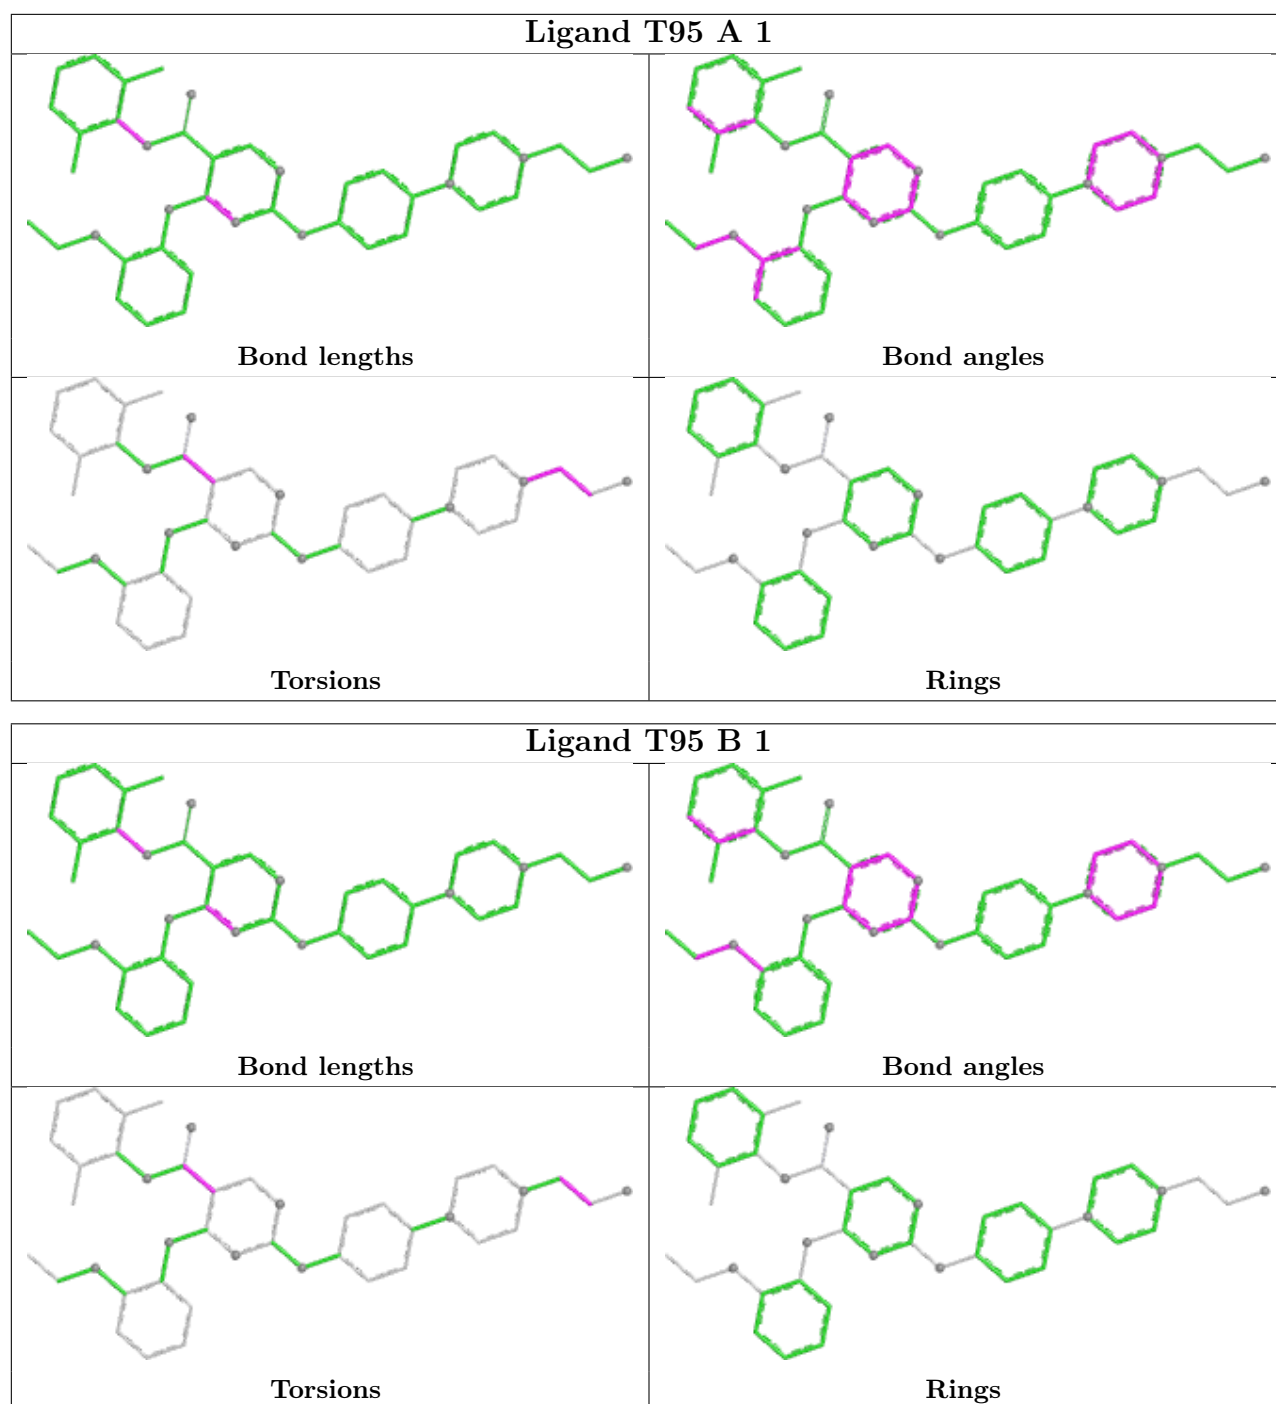 Ligand T95 A 1
Bond lengths
Bond angles
Torsions
Rings
Ligand T95 B 1
Bond lengths
Bond angles
Torsions
Rings